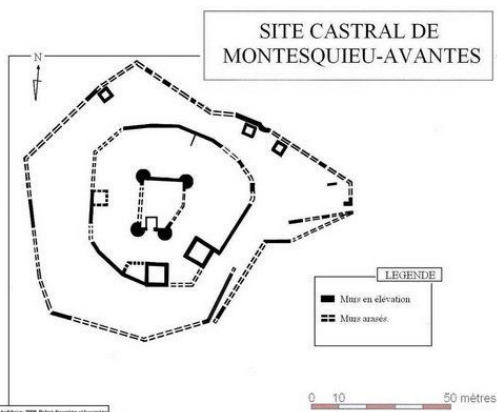 SITE CASTRAL DE
MONTESQUIEU-AVANTES
N
LEGENDE
Murs en élévation
Murs arasés.
0 10 50 mètres